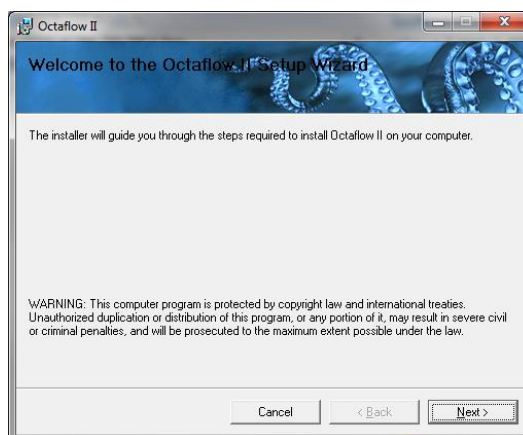 Octaflow II
Welcome to the Octaflow II Setup Wizard
The installer will guide you through the steps required to install Octaflow II on your computer.
WARNING: This computer program is protected by copyright law and international treaties.
Unauthorized duplication or distribution of this program, or any portion of it, may result in severe civil
or criminal penalties, and will be prosecuted to the maximum extent possible under the law.
Cancel
< Back
Next >